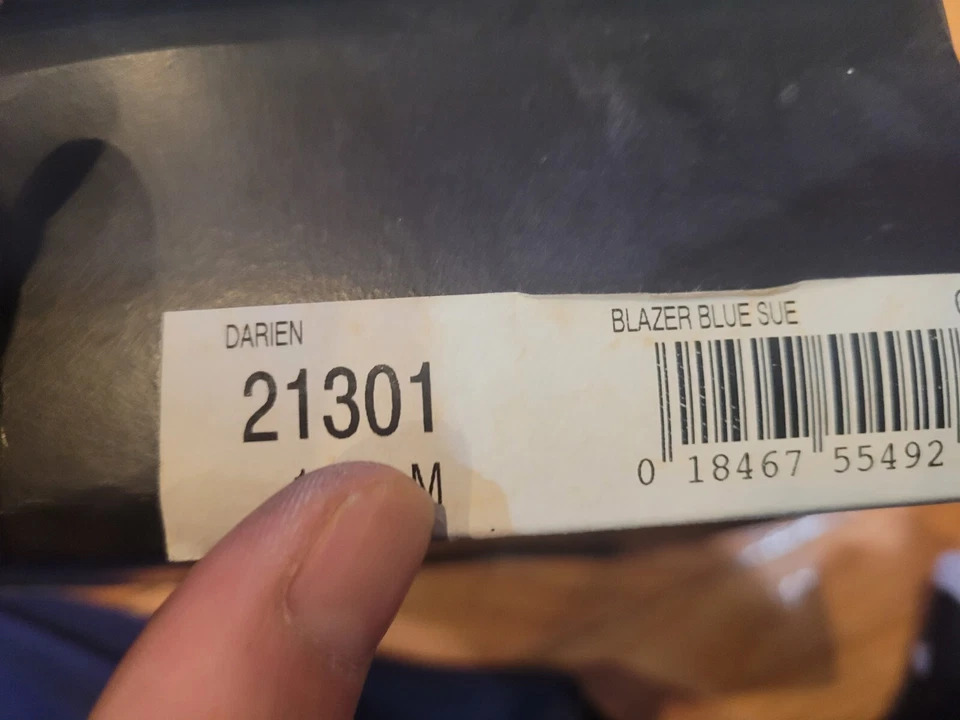 DARIEN
BLAZER BLUE SUE
21301
M
0 18467 55492